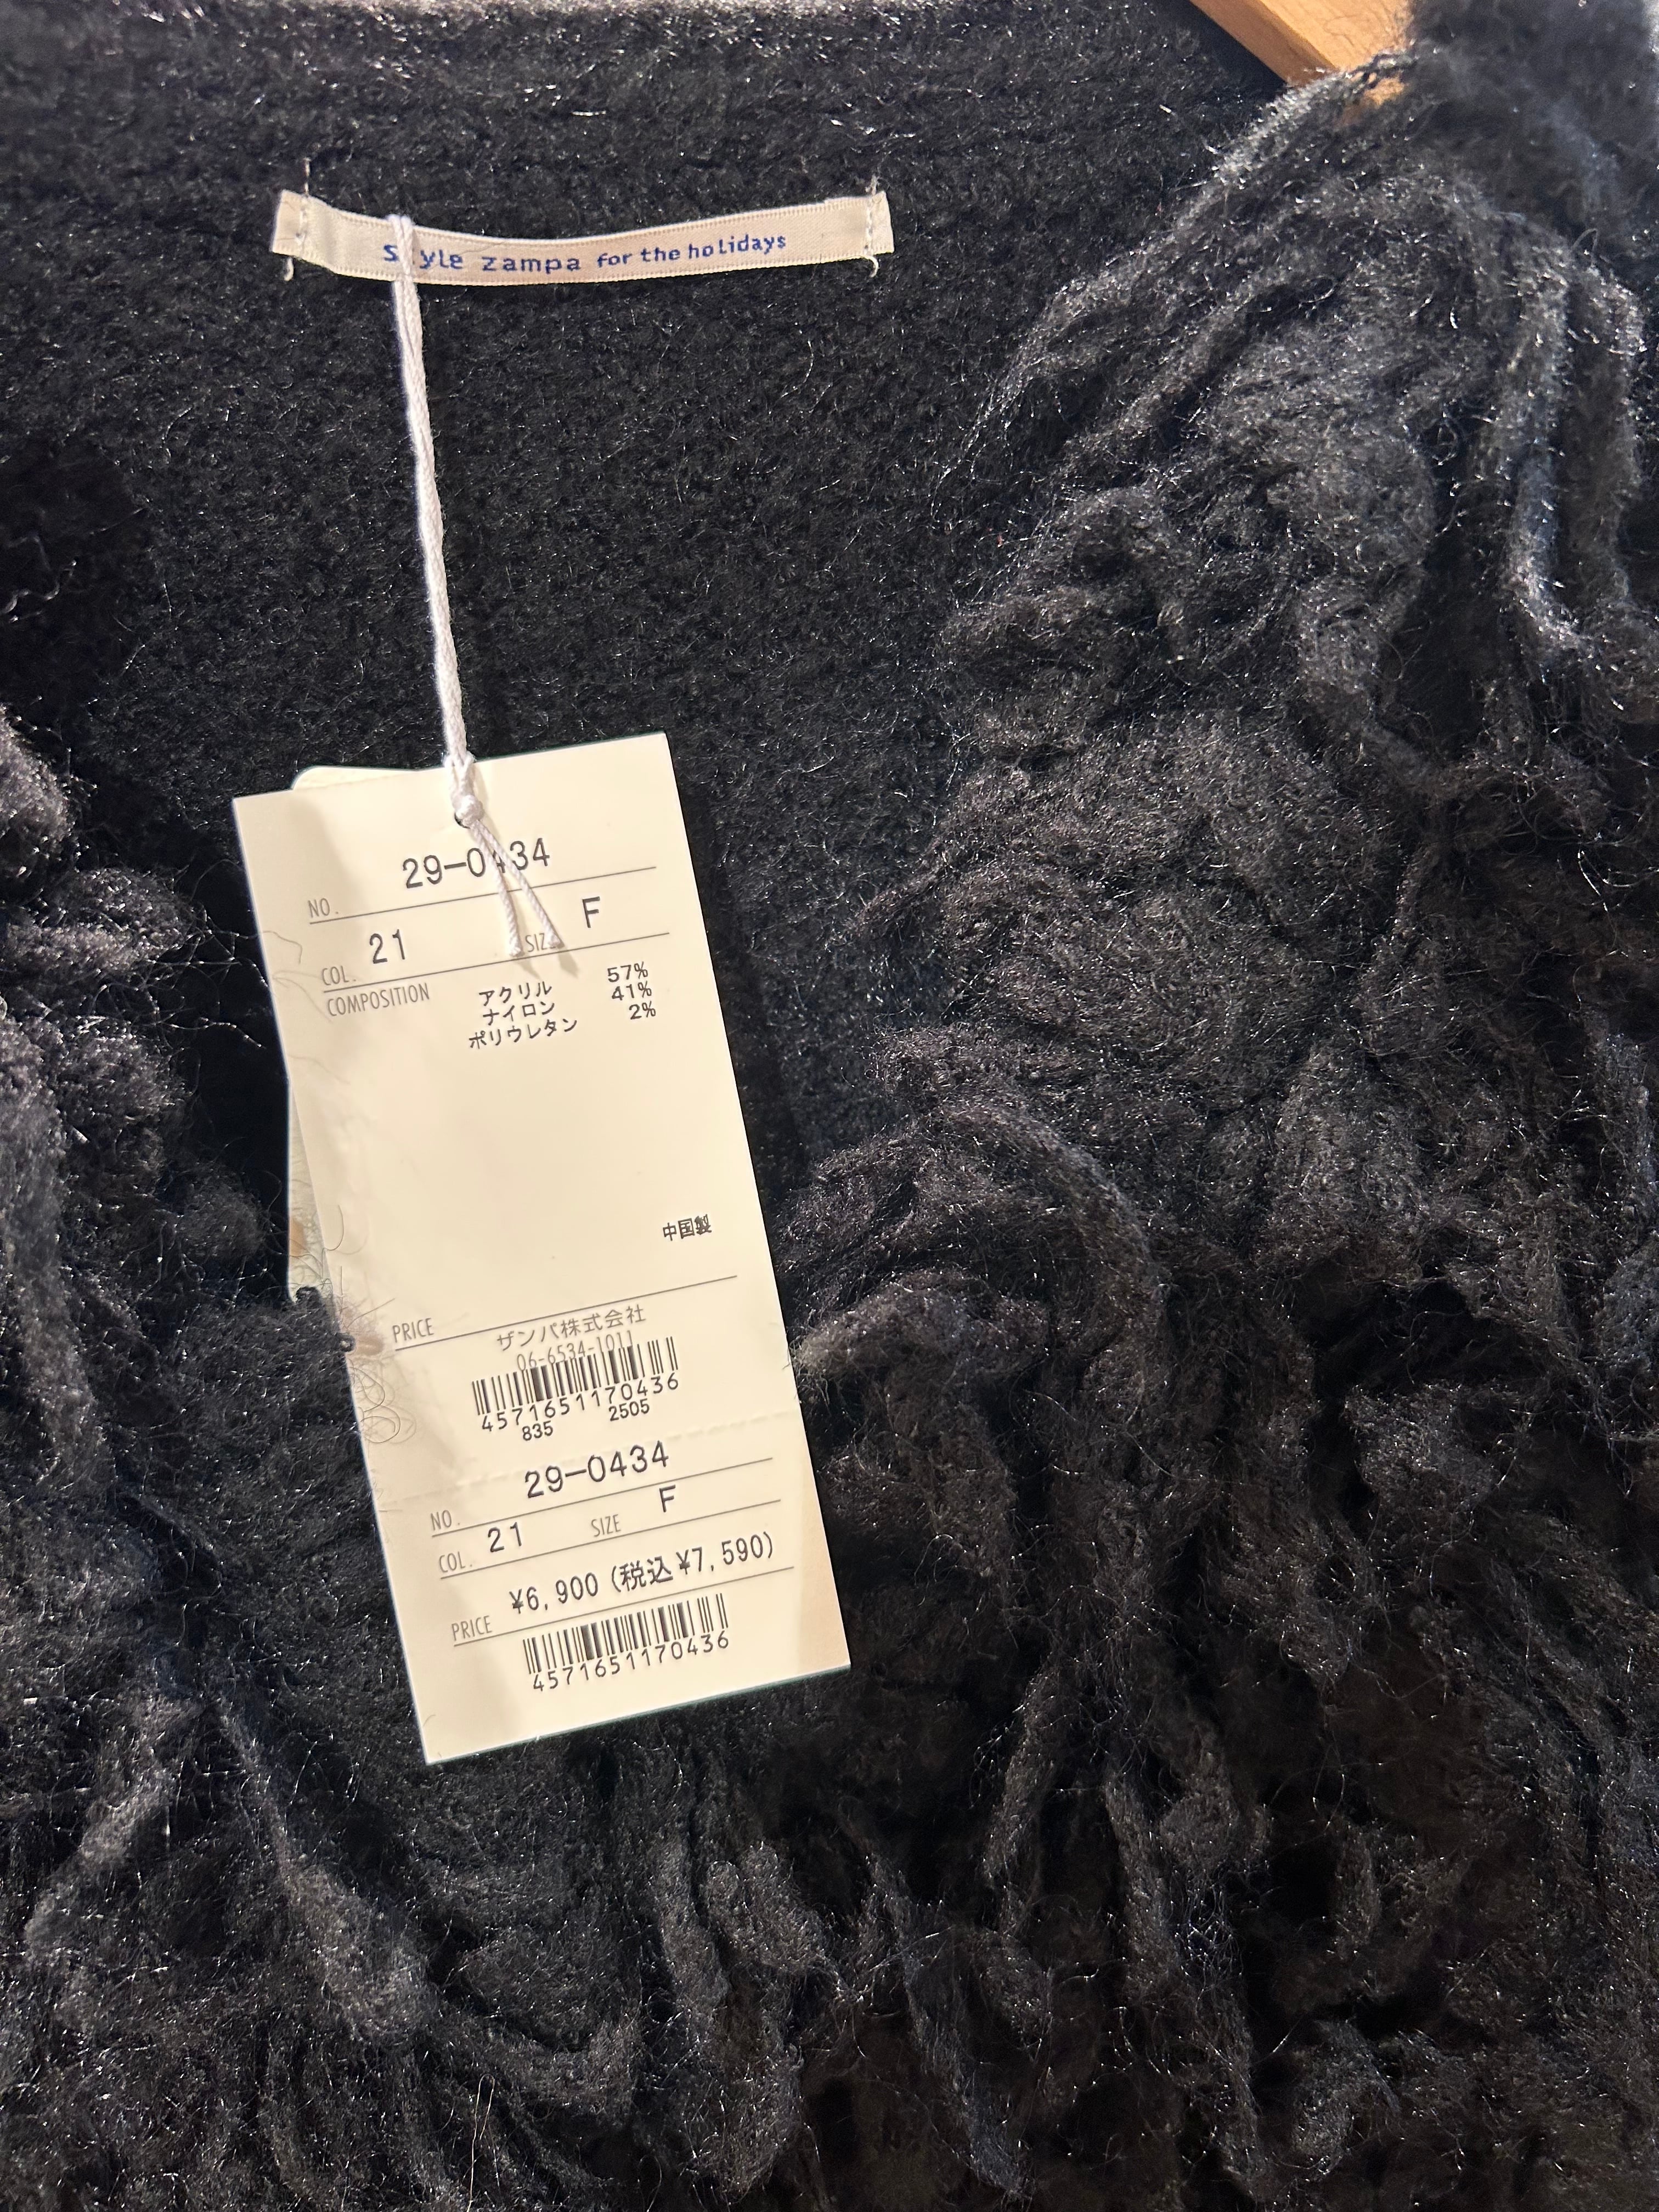 Style zampa for the holidays
29-0434
NO.
21 F
COL. SIZE
COMPOSITION アクリル 57%
ナイロン 41%
ポリウレタン 2%
中国製
PRICE ザンパ株式会社
06-6534-1011
4571651170436
835 2505
29-0434
NO.
F
COL. 21 SIZE
¥6,900 (税込¥7,590)
PRICE
4571651170436